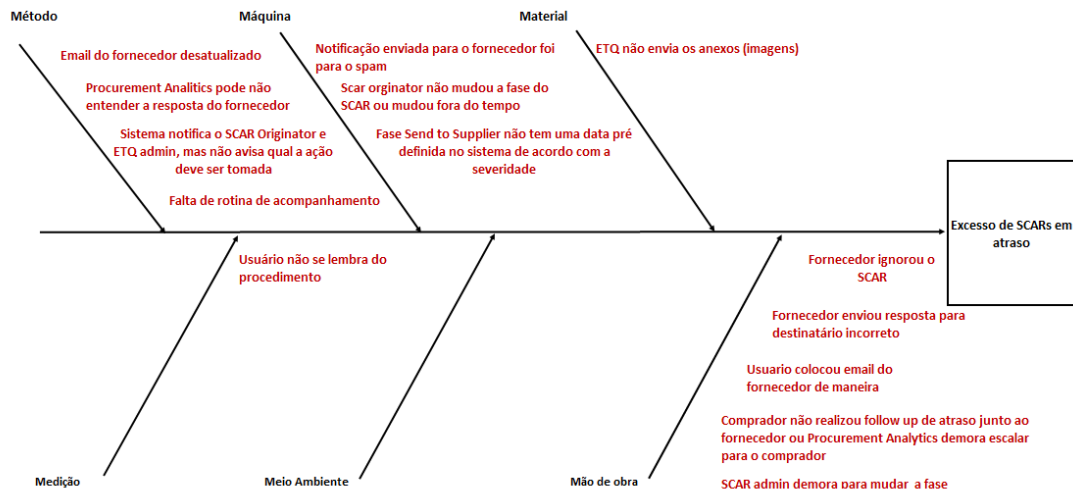 Método
Máquina
Material
Email do fornecedor desatualizado
Procurement Analitics pode não
entender a resposta do fornecedor
Sistema notifica o SCAR Originator e
ETQ admin, mas não avisa qual a ação
deve ser tomada
Falta de rotina de acompanhamento
Notificação enviada para o fornecedor foi
para o spam
Scar orginator não mudou a fase do
SCAR ou mudou fora do tempo
Fase Send to Supplier não tem uma data pré
definida no sistema de acordo com a
severidade
ETQ não envia os anexos (imagens)
Excesso de SCARs em
atraso
Usuário não se lembra do
procedimento
Fornecedor ignorou o
SCAR
Fornecedor enviou resposta para
destinatário incorreto
Usuario colocou email do
fornecedor de maneira
Comprador não realizou follow up de atraso junto ao
fornecedor ou Procurement Analytics demora escalar
para o comprador
SCAR admin demora para mudar a fase
Medição
Meio Ambiente
Mão de obra